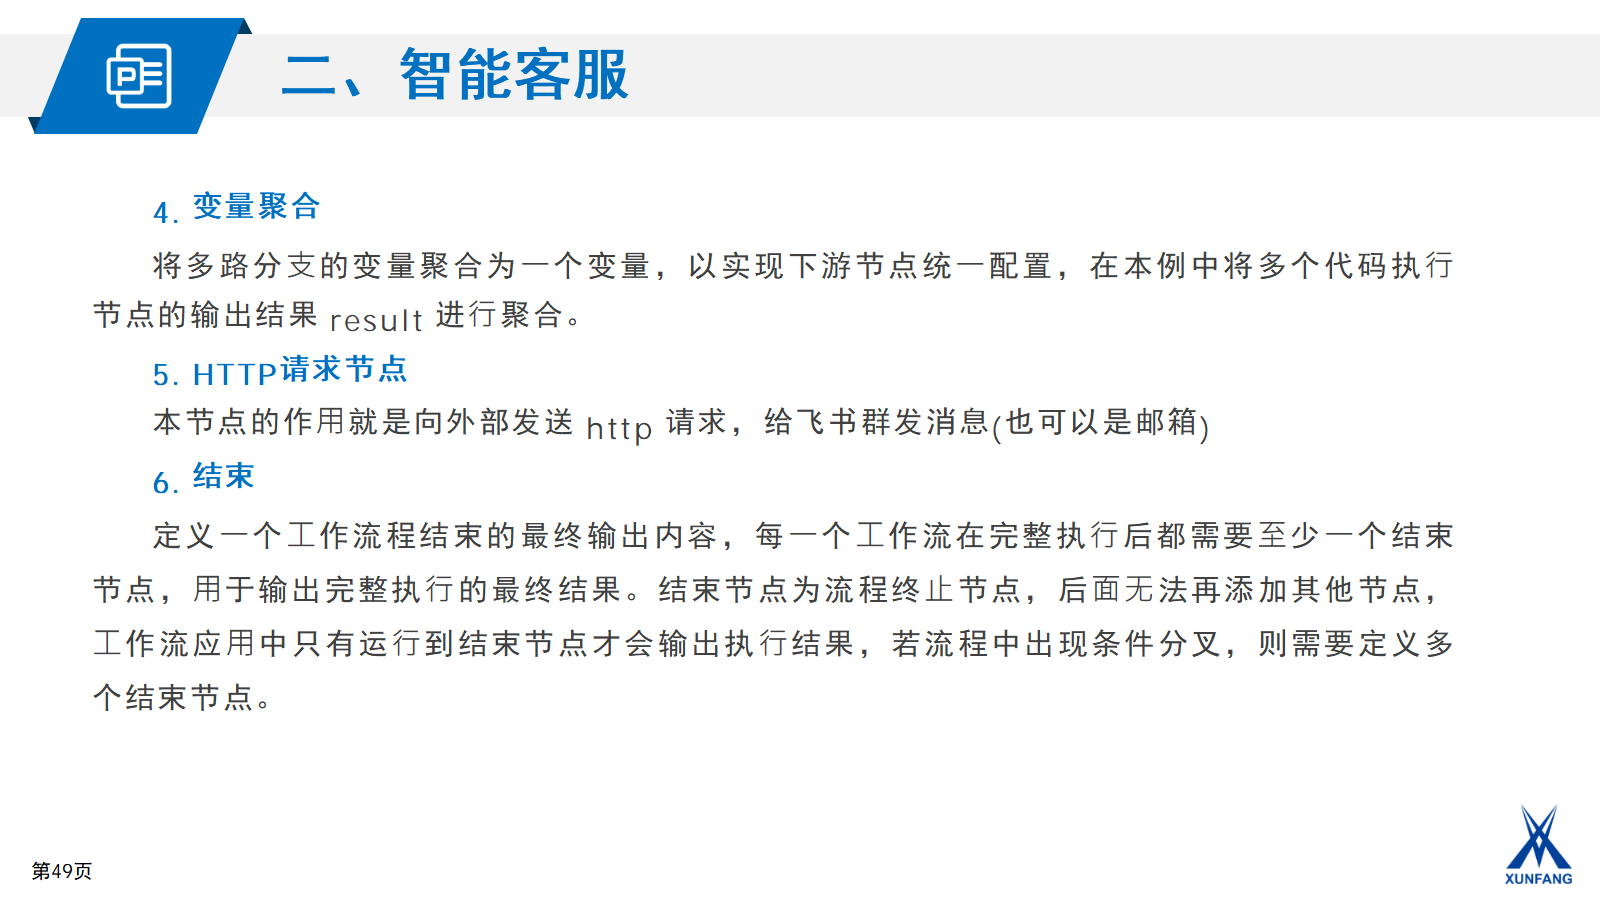 二、智能客服
4. 变量聚合
将多路分支的变量聚合为一个变量，以实现下游节点统一配置，在本例中将多个代码执行
节点的输出结果 result 进行聚合。
5. HTTP请求节点
本节点的作用就是向外部发送 http 请求，给飞书群发消息(也可以是邮箱)
6. 结束
定义一个工作流程结束的最终输出内容，每一个工作流在完整执行后都需要至少一个结束
节点，用于输出完整执行的最终结果。结束节点为流程终止节点，后面无法再添加其他节点，
工作流应用中只有运行到结束节点才会输出执行结果，若流程中出现条件分叉，则需要定义多
个结束节点。
第49页
XUNFANG